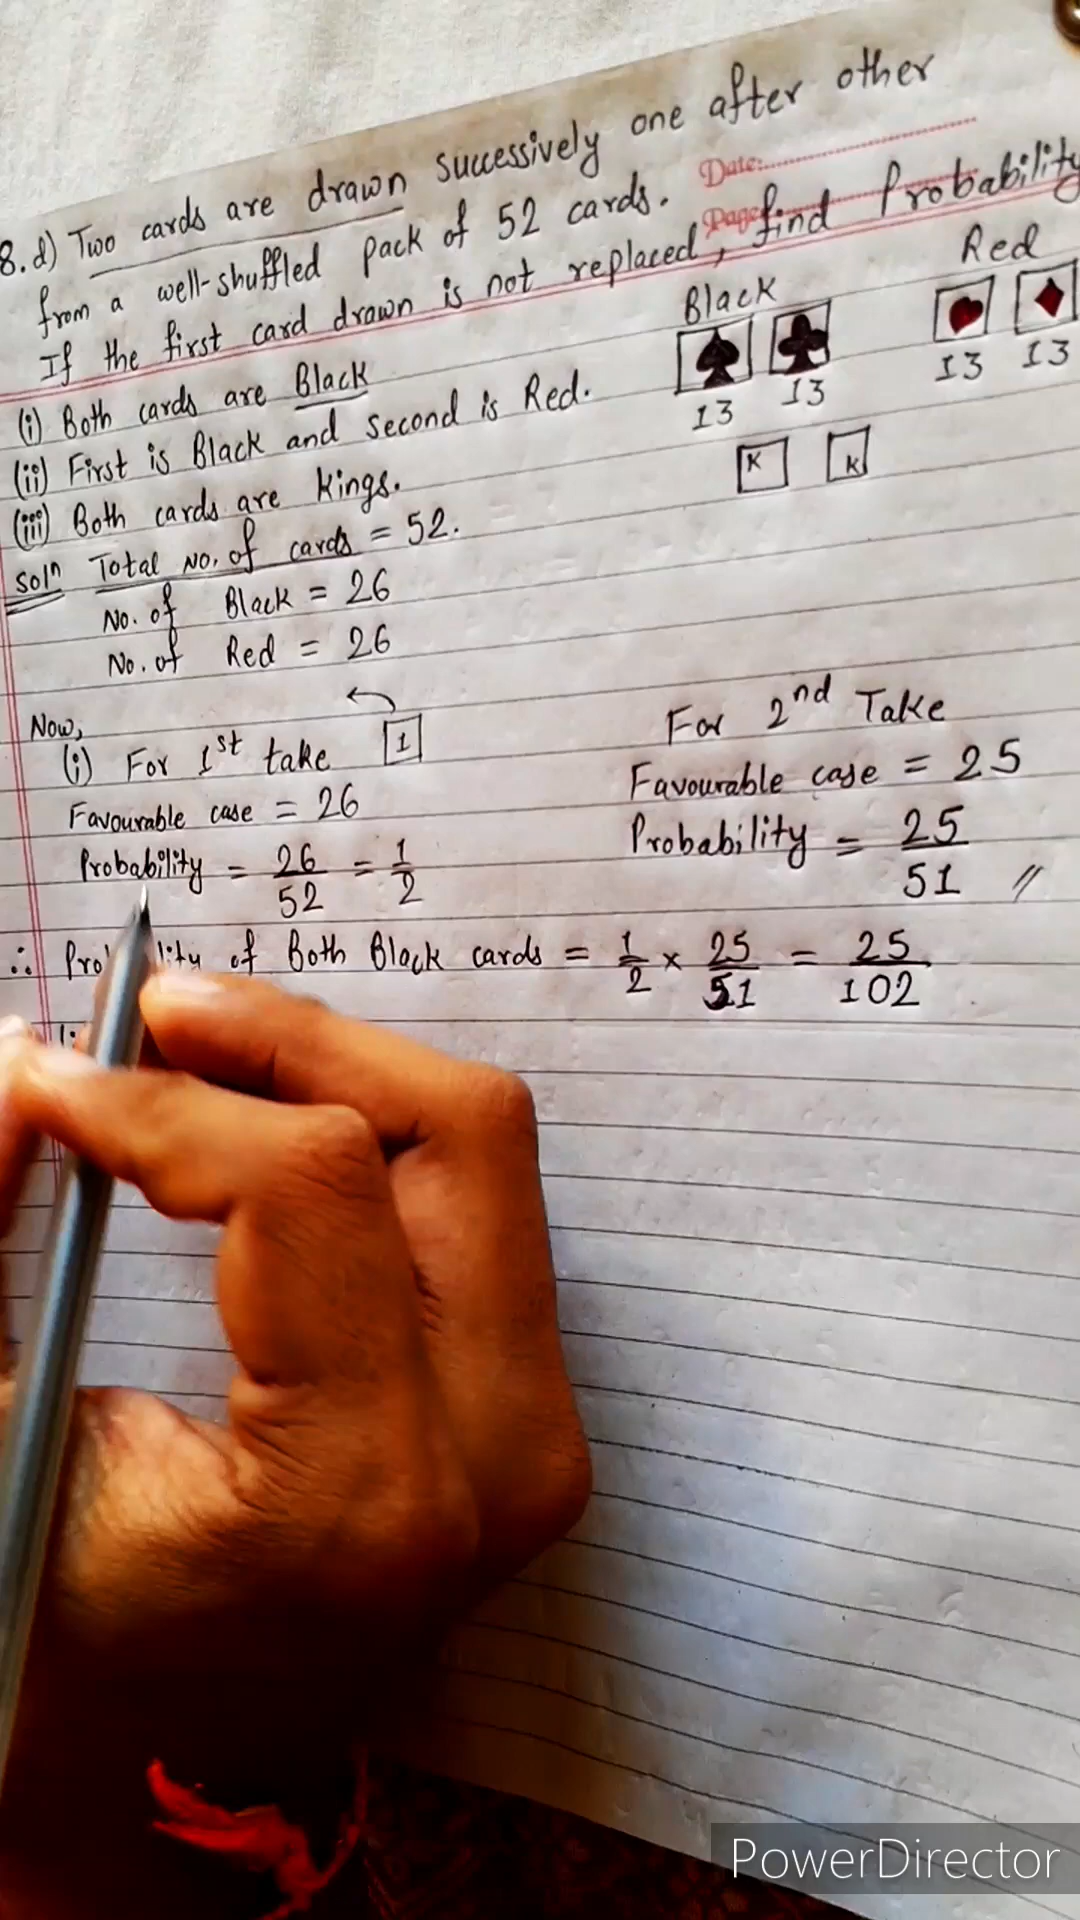 8.d) Two cards are drawn successively one after other
from a well-shuffled pack of 52 cards.
Date:
Page:
If the first card drawn is not replaced, find Probability
Black Red
13 13 13 13
(i) Both cards are Black
(ii) First is Black and second is Red.
(iii) Both cards are kings.
K K
Soln Total No. of cards = 52.
No. of Black = 26
No. of Red = 26
Now,
(i) For 1st take 1
Favourable case = 26
Probability = 26/52 = 1/2
For 2nd Take
Favourable case = 25
Probability = 25/51 //
∴ of Both Black cards = 1/2 × 25/51 = 25/102
PowerDirector